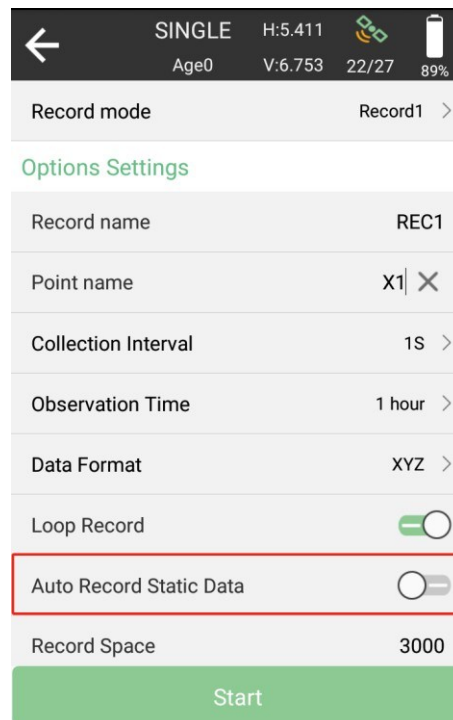 SINGLE H:5.411
Age0 V:6.753 22/27 89%
Record mode Record1
Options Settings
Record name REC1
Point name X1
Collection Interval 1S
Observation Time 1 hour
Data Format XYZ
Loop Record
Auto Record Static Data
Record Space 3000
Start